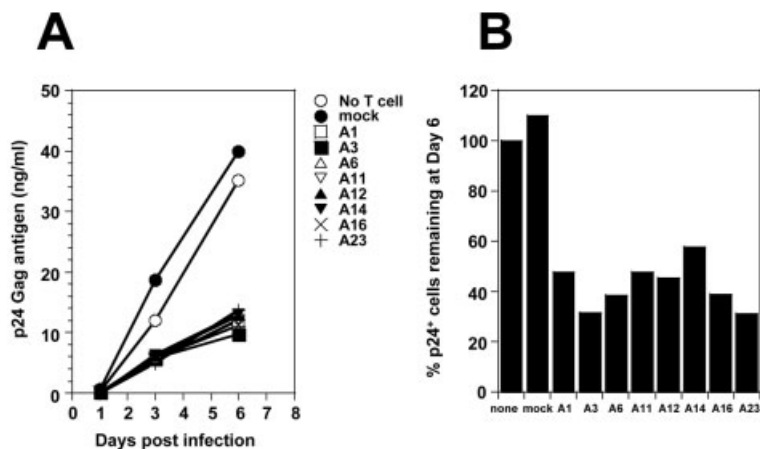 A
B
50
40
30
20
10
0
p24 Gag antigen (ng/ml)
0 1 2 3 4 5 6 7 8
Days post infection
No T cell
mock
A1
A3
A6
A11
A12
A14
A16
A23
120
100
80
60
40
20
0
% p24⁺ cells remaining at Day 6
none mock A1 A3 A6 A11 A12 A14 A16 A23